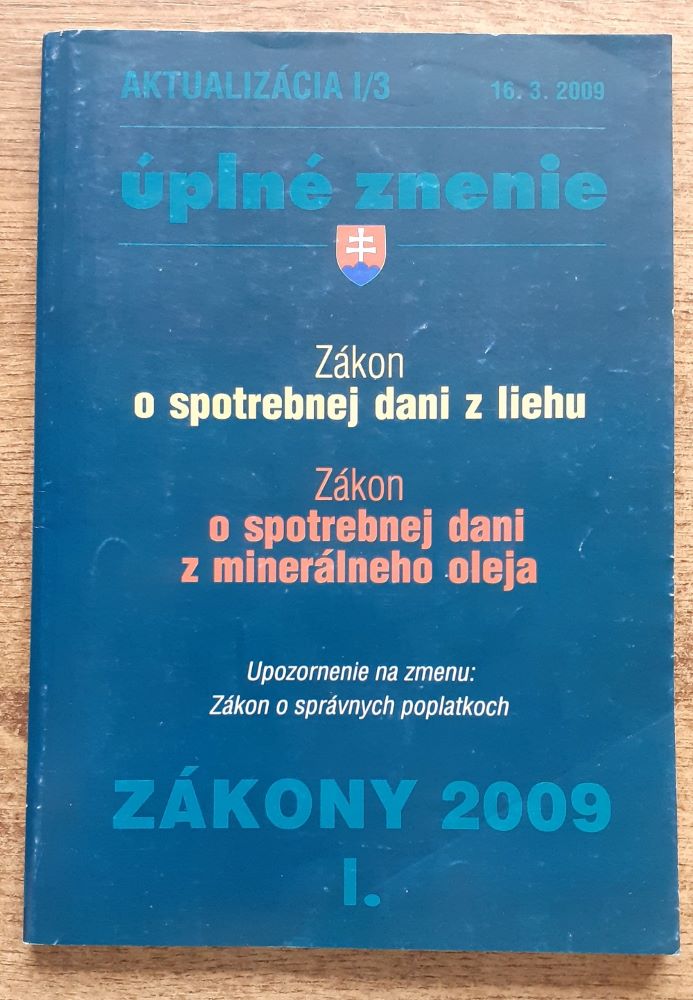 AKTUALIZÁCIA I/3 16. 3. 2009
úplné znenie
Zákon
o spotrebnej dani z liehu
Zákon
o spotrebnej dani
z minerálneho oleja
Upozornenie na zmenu:
Zákon o správnych poplatkoch
ZÁKONY 2009
I.